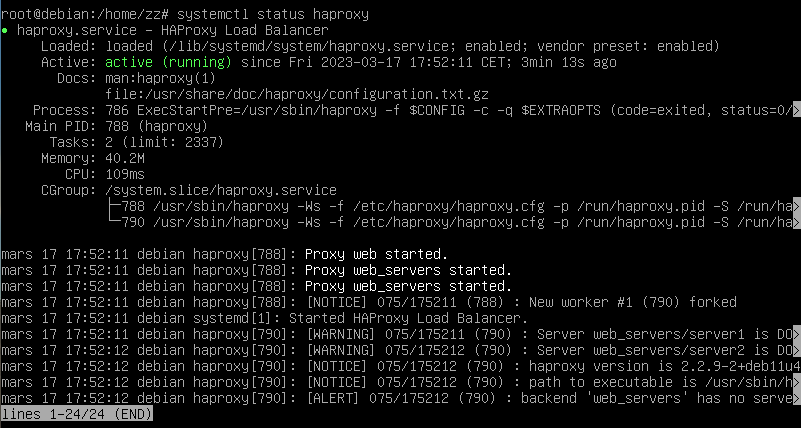 root@debian:/home/zz# systemctl status haproxy
● haproxy.service - HAProxy Load Balancer
Loaded: loaded (/lib/systemd/system/haproxy.service; enabled; vendor preset: enabled)
Active: active (running) since Fri 2023-03-17 17:52:11 CET; 3min 13s ago
Docs: man:haproxy(1)
file:/usr/share/doc/haproxy/configuration.txt.gz
Process: 786 ExecStartPre=/usr/sbin/haproxy -f $CONFIG -c -q $EXTRAOPTS (code=exited, status=0/>
Main PID: 788 (haproxy)
Tasks: 2 (limit: 2337)
Memory: 40.2M
CPU: 109ms
CGroup: /system.slice/haproxy.service
├─788 /usr/sbin/haproxy -Ws -f /etc/haproxy/haproxy.cfg -p /run/haproxy.pid -S /run/ha>
└─790 /usr/sbin/haproxy -Ws -f /etc/haproxy/haproxy.cfg -p /run/haproxy.pid -S /run/ha>
mars 17 17:52:11 debian haproxy[788]: Proxy web started.
mars 17 17:52:11 debian haproxy[788]: Proxy web_servers started.
mars 17 17:52:11 debian haproxy[788]: Proxy web_servers started.
mars 17 17:52:11 debian haproxy[788]: [NOTICE] 075/175211 (788) : New worker #1 (790) forked
mars 17 17:52:11 debian systemd[1]: Started HAProxy Load Balancer.
mars 17 17:52:11 debian haproxy[790]: [WARNING] 075/175211 (790) : Server web_servers/server1 is DO>
mars 17 17:52:12 debian haproxy[790]: [WARNING] 075/175212 (790) : Server web_servers/server2 is DO>
mars 17 17:52:12 debian haproxy[790]: [NOTICE] 075/175212 (790) : haproxy version is 2.2.9-2+deb11u4
mars 17 17:52:12 debian haproxy[790]: [NOTICE] 075/175212 (790) : path to executable is /usr/sbin/h>
mars 17 17:52:12 debian haproxy[790]: [ALERT] 075/175212 (790) : backend 'web_servers' has no serve>
lines 1-24/24 (END)